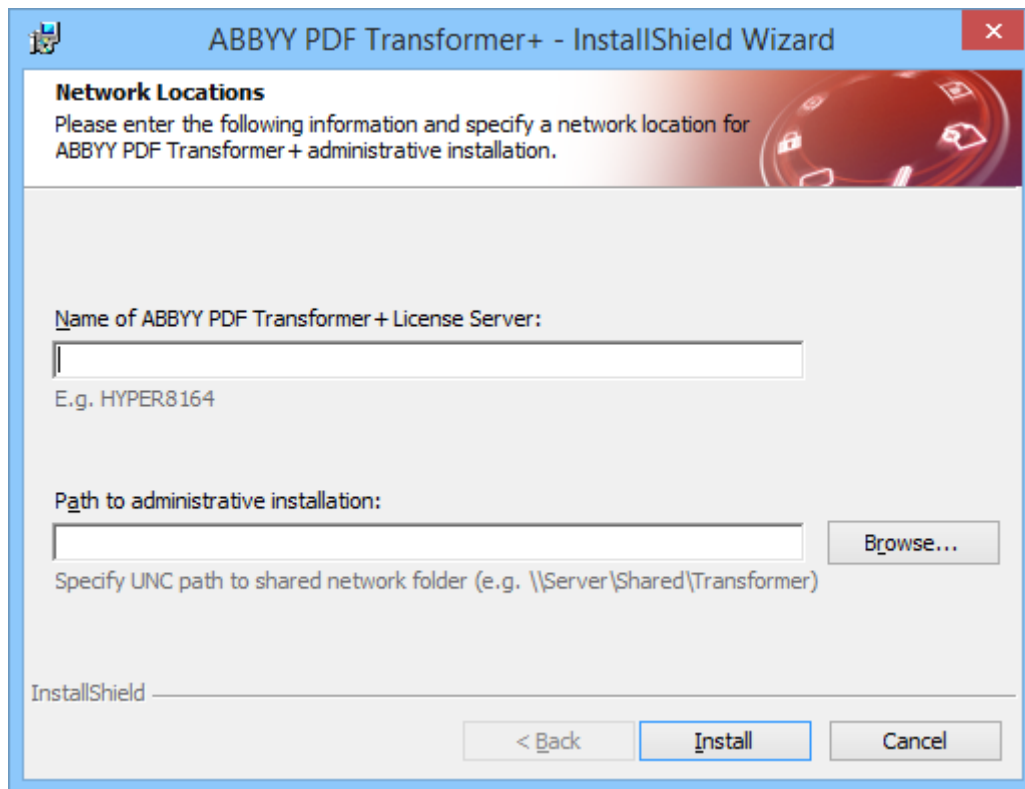 ABBYY PDF Transformer+ - InstallShield Wizard
Network Locations
Please enter the following information and specify a network location for
ABBYY PDF Transformer+ administrative installation.
Name of ABBYY PDF Transformer+ License Server:
E.g. HYPER8164
Path to administrative installation:
Browse...
Specify UNC path to shared network folder (e.g. \\Server\Shared\Transformer)
InstallShield
< Back
Install
Cancel